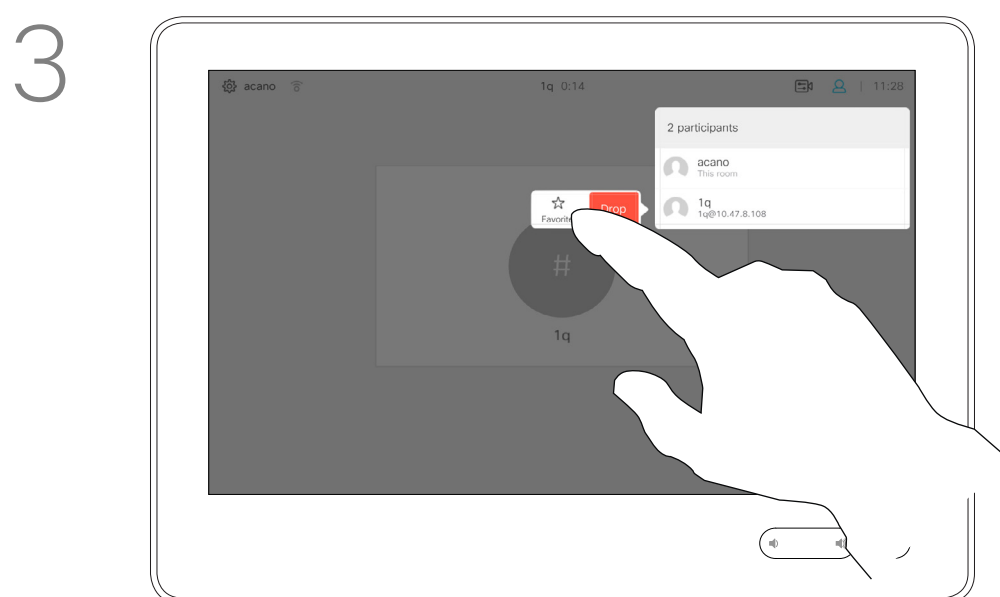 3
acano
1q 0:14
11:28
2 participants
acano
This room
1q
1q@10.47.8.108
Favorite
Drop
#
1q